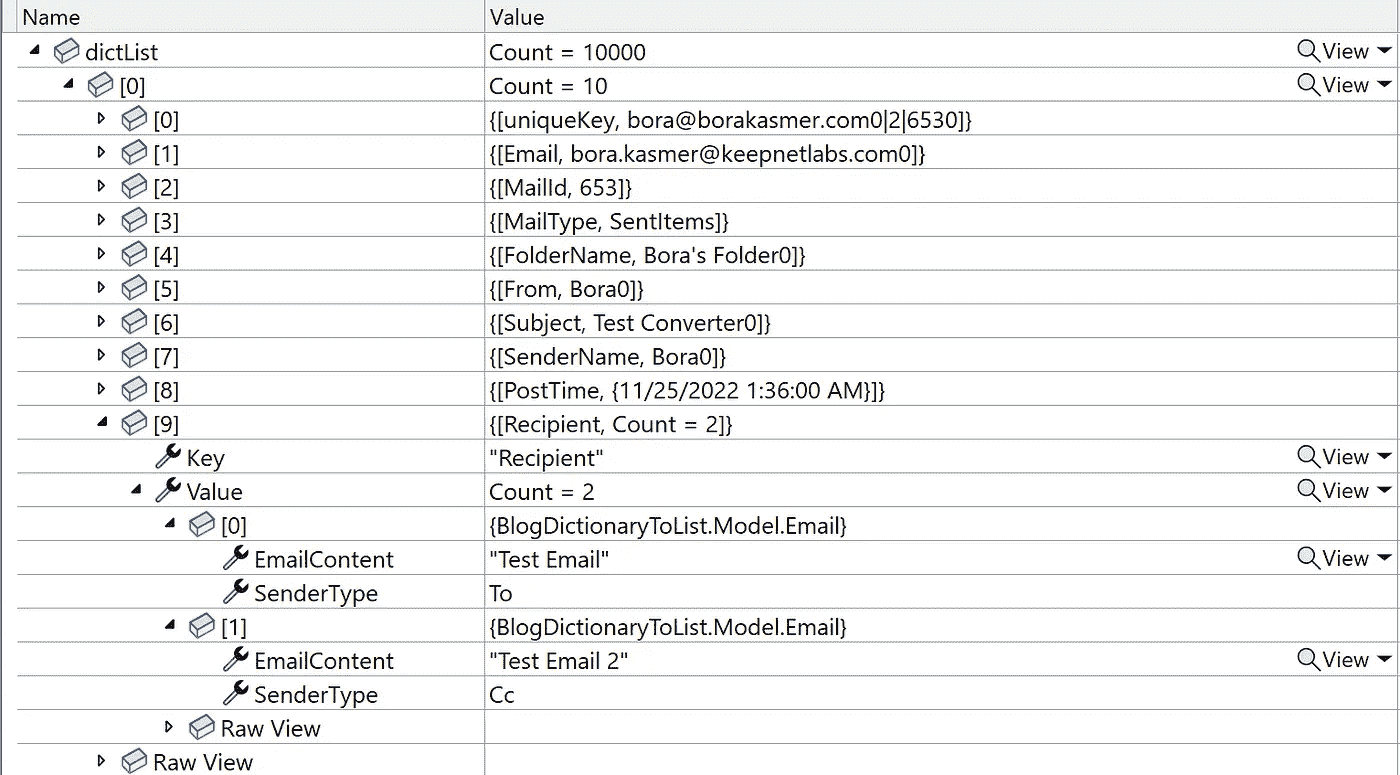 Name Value
dictList Count = 10000 View
[0] Count = 10 View
[0] {[uniqueKey, bora@borakasmer.com0|2|6530]}
[1] {[Email, bora.kasmer@keepnetlabs.com0]}
[2] {[MailId, 653]}
[3] {[MailType, SentItems]}
[4] {[FolderName, Bora's Folder0]}
[5] {[From, Bora0]}
[6] {[Subject, Test Converter0]}
[7] {[SenderName, Bora0]}
[8] {[PostTime, {11/25/2022 1:36:00 AM}]}
[9] {[Recipient, Count = 2]}
Key "Recipient" View
Value Count = 2 View
[0] {BlogDictionaryToList.Model.Email}
EmailContent "Test Email" View
SenderType To
[1] {BlogDictionaryToList.Model.Email}
EmailContent "Test Email 2" View
SenderType Cc
Raw View
Raw View